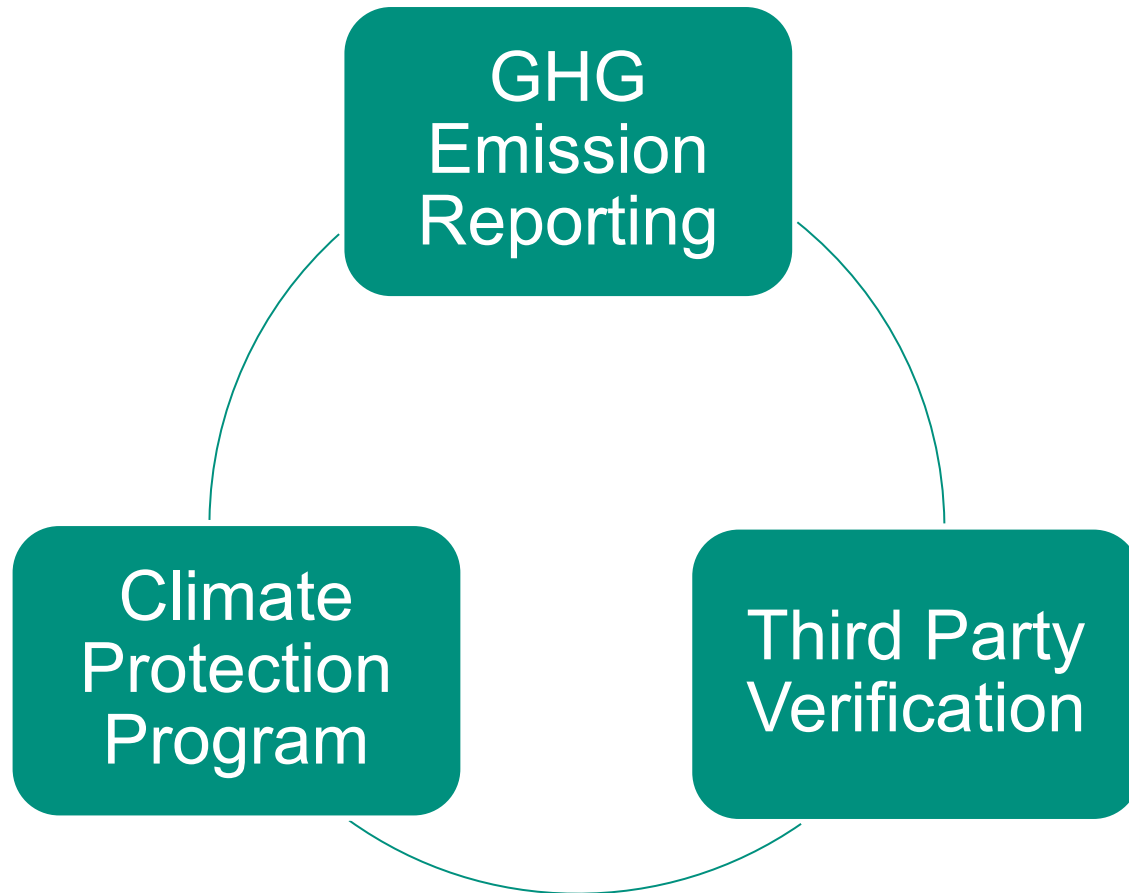 GHG
Emission
Reporting
Climate
Protection
Program
Third Party
Verification